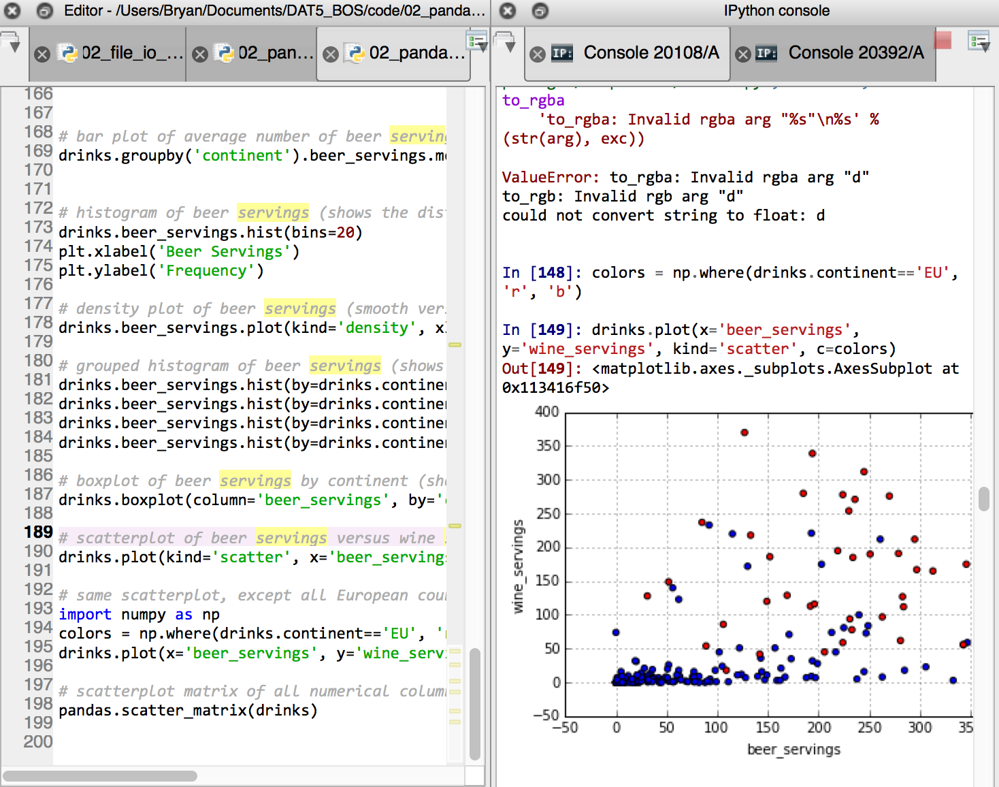 Editor - /Users/Bryan/Documents/DAT5_BOS/code/02_panda...
02_file_io_...
02_pan...
02_panda...
166
167
168 # bar plot of average number of beer serving
169 drinks.groupby('continent').beer_servings.m
170
171
172 # histogram of beer servings (shows the dis
173 drinks.beer_servings.hist(bins=20)
174 plt.xlabel('Beer Servings')
175 plt.ylabel('Frequency')
176
177 # density plot of beer servings (smooth ver
178 drinks.beer_servings.plot(kind='density', x
179
180 # grouped histogram of beer servings (shows
181 drinks.beer_servings.hist(by=drinks.contine
182 drinks.beer_servings.hist(by=drinks.contine
183 drinks.beer_servings.hist(by=drinks.contine
184 drinks.beer_servings.hist(by=drinks.contine
185
186 # boxplot of beer servings by continent (sh
187 drinks.boxplot(column='beer_servings', by='
188
189 # scatterplot of beer servings versus wine
190 drinks.plot(kind='scatter', x='beer_serving
191
192 # same scatterplot, except all European cou
193 import numpy as np
194 colors = np.where(drinks.continent=='EU', '
195 drinks.plot(x='beer_servings', y='wine_serv
196
197 # scatterplot matrix of all numerical colum
198 pandas.scatter_matrix(drinks)
199
200
IPython console
IP: Console 20108/A
IP: Console 20392/A
to_rgba
'to_rgba: Invalid rgba arg "%s"\n%s' %
(str(arg), exc))
ValueError: to_rgba: Invalid rgba arg "d"
to_rgb: Invalid rgb arg "d"
could not convert string to float: d
In [148]: colors = np.where(drinks.continent=='EU',
'r', 'b')
In [149]: drinks.plot(x='beer_servings',
y='wine_servings', kind='scatter', c=colors)
Out[149]: <matplotlib.axes._subplots.AxesSubplot at
0x113416f50>
400
350
300
250
200
150
100
50
0
−50
wine_servings
−50 0 50 100 150 200 250 300 35
beer_servings